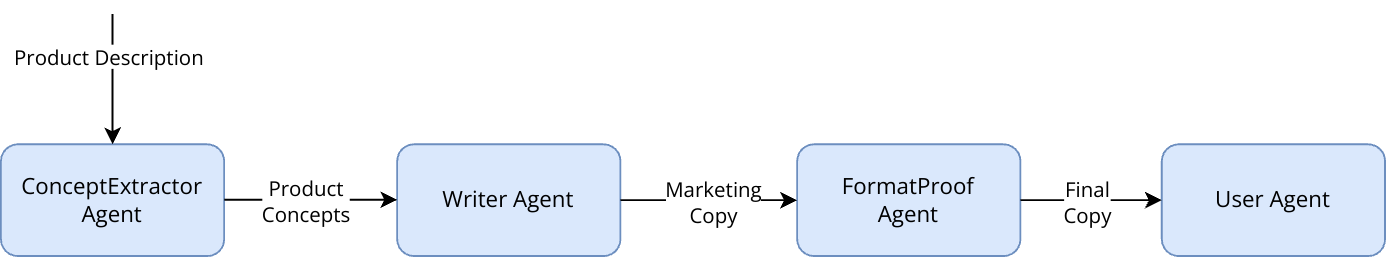 Product Description
ConceptExtractor
Agent
Product
Concepts
Writer Agent
Marketing
Copy
FormatProof
Agent
Final
Copy
User Agent